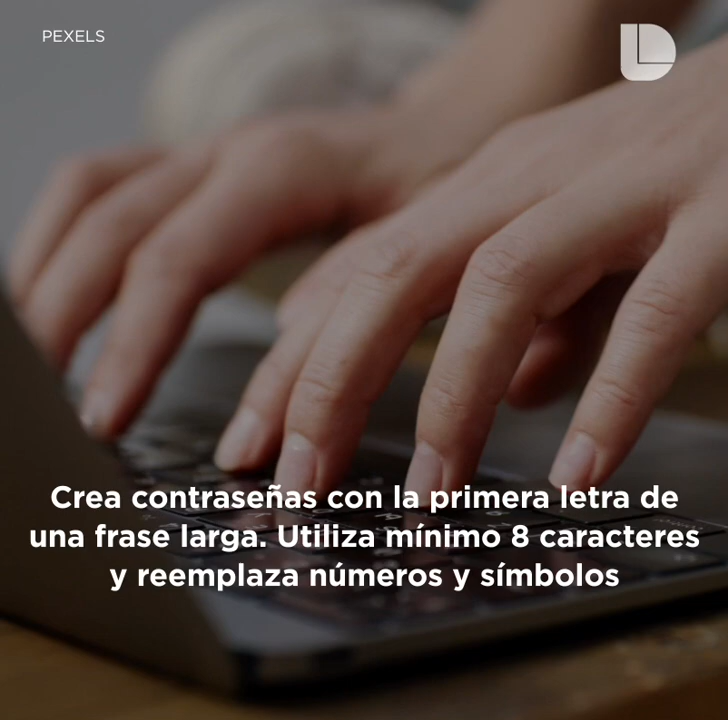 PEXELS
Crea contraseñas con la primera letra de
una frase larga. Utiliza mínimo 8 caracteres
y reemplaza números y símbolos